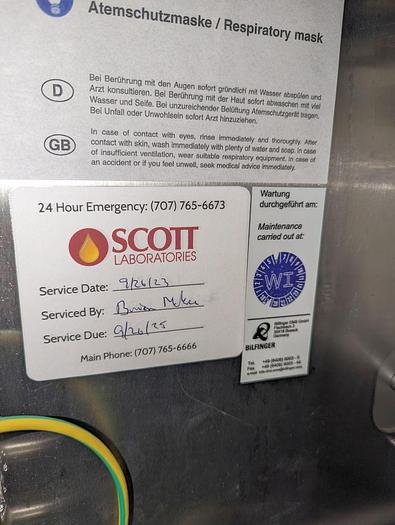 Atemschutzmaske / Respiratory mask
D
Bei Berührung mit den Augen sofort gründlich mit Wasser abspülen und
Arzt konsultieren. Bei Berührung mit der Haut sofort abwaschen mit viel
Wasser und Seife. Bei unzureichender Belüftung Atemschutzgerät tragen.
Bei Unfall oder Unwohlsein sofort Arzt hinzuziehen.
GB
In case of contact with eyes, rinse immediately and thoroughly. After
contact with skin, wash immediately with plenty of water and soap. In case
of insufficient ventilation, wear suitable respiratory equipment. In case of
an accident or if you feel unwell, seek medical advice immediately.
24 Hour Emergency: (707) 765-6673
SCOTT
LABORATORIES
Service Date: 9/26/23
Serviced By: Brian
Service Due: 9/26/25
Main Phone: (707) 765-6666
Wartung
durchgeführt am:
Maintenance
carried out at:
WI
BILFINGER
Germany